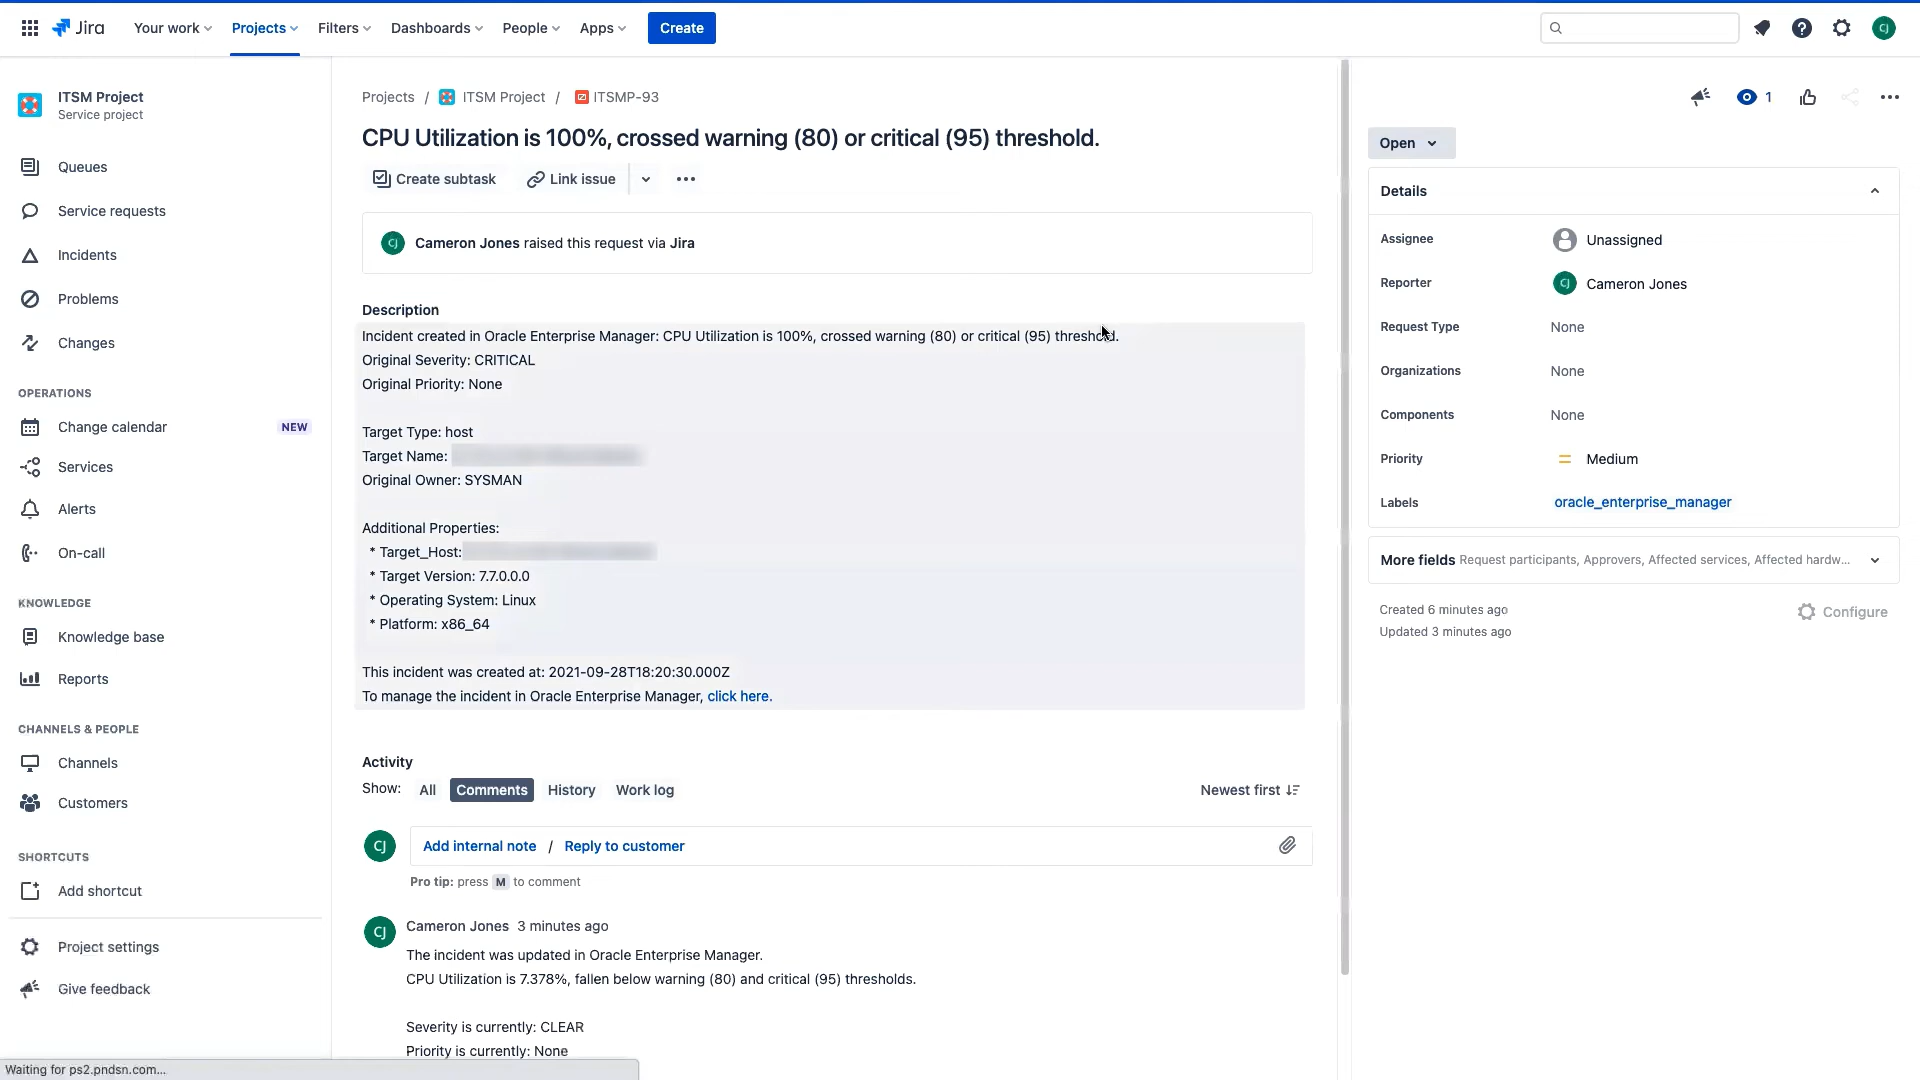 Jira
Your work
Projects
Filters
Dashboards
People
Apps
Create
CJ
ITSM Project
Service project
Queues
Service requests
Incidents
Problems
Changes
OPERATIONS
Change calendar
NEW
Services
Alerts
On-call
KNOWLEDGE
Knowledge base
Reports
CHANNELS & PEOPLE
Channels
Customers
SHORTCUTS
Add shortcut
Project settings
Give feedback
Waiting for ps2.pndsn.com...
Projects / ITSM Project / ITSMP-93
CPU Utilization is 100%, crossed warning (80) or critical (95) threshold.
Create subtask
Link issue
CJ Cameron Jones raised this request via Jira
Description
Incident created in Oracle Enterprise Manager: CPU Utilization is 100%, crossed warning (80) or critical (95) threshold.
Original Severity: CRITICAL
Original Priority: None
Target Type: host
Target Name:
Original Owner: SYSMAN
Additional Properties:
* Target_Host:
* Target Version: 7.7.0.0.0
* Operating System: Linux
* Platform: x86_64
This incident was created at: 2021-09-28T18:20:30.000Z
To manage the incident in Oracle Enterprise Manager, click here.
Activity
Show: All Comments History Work log
Newest first
CJ
Add internal note / Reply to customer
Pro tip: press M to comment
CJ
Cameron Jones 3 minutes ago
The incident was updated in Oracle Enterprise Manager.
CPU Utilization is 7.378%, fallen below warning (80) and critical (95) thresholds.
Severity is currently: CLEAR
Priority is currently: None
1
Open
Details
Assignee Unassigned
Reporter CJ Cameron Jones
Request Type None
Organizations None
Components None
Priority Medium
Labels oracle_enterprise_manager
More fields Request participants, Approvers, Affected services, Affected hardw...
Created 6 minutes ago
Updated 3 minutes ago
Configure